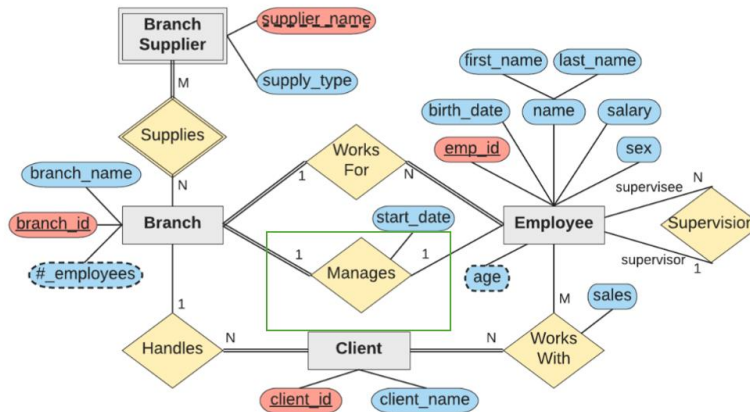 Branch
Supplier
supplier_name
supply_type
M
Supplies
N
first_name
last_name
birth_date
name
salary
emp_id
sex
Works
For
1
N
branch_name
branch_id
#_employees
Branch
start_date
1
Manages
1
Employee
supervisee
N
Supervision
supervisor
1
age
1
M
sales
Handles
N
Client
N
Works
With
client_id
client_name